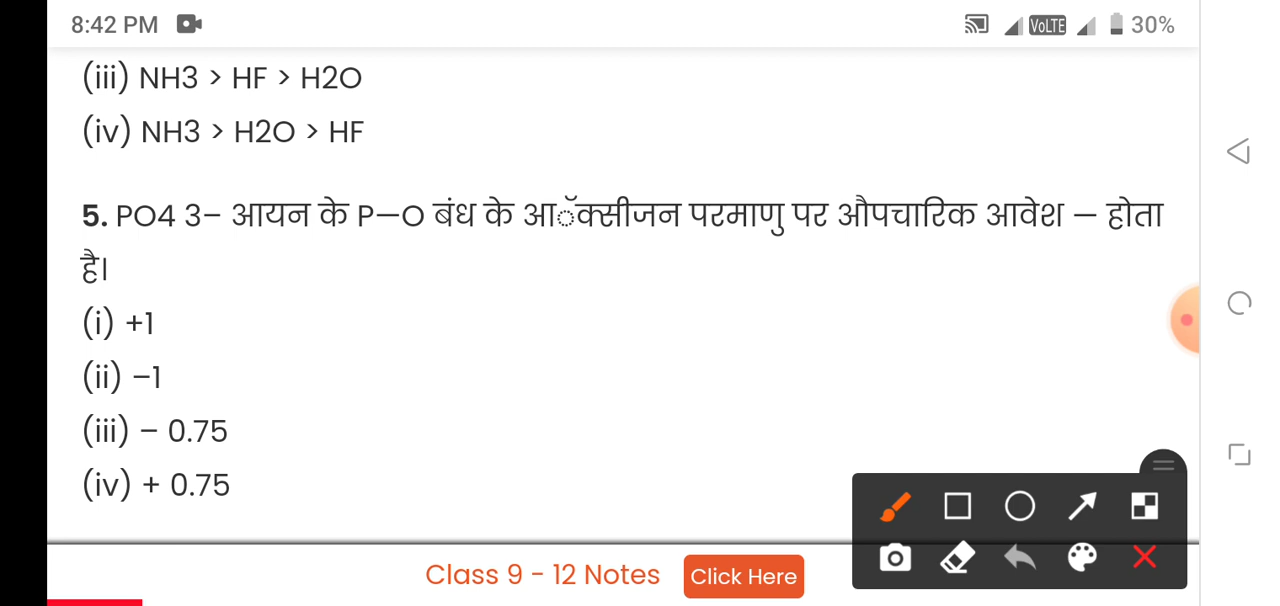 8:42 PM
VoLTE 30%
(iii) NH3 > HF > H2O
(iv) NH3 > H2O > HF
5. PO4 3– आयन के P—O बंध के आॅक्सीजन परमाणु पर औपचारिक आवेश — होता
है।
(i) +1
(ii) –1
(iii) – 0.75
(iv) + 0.75
Class 9 - 12 Notes Click Here